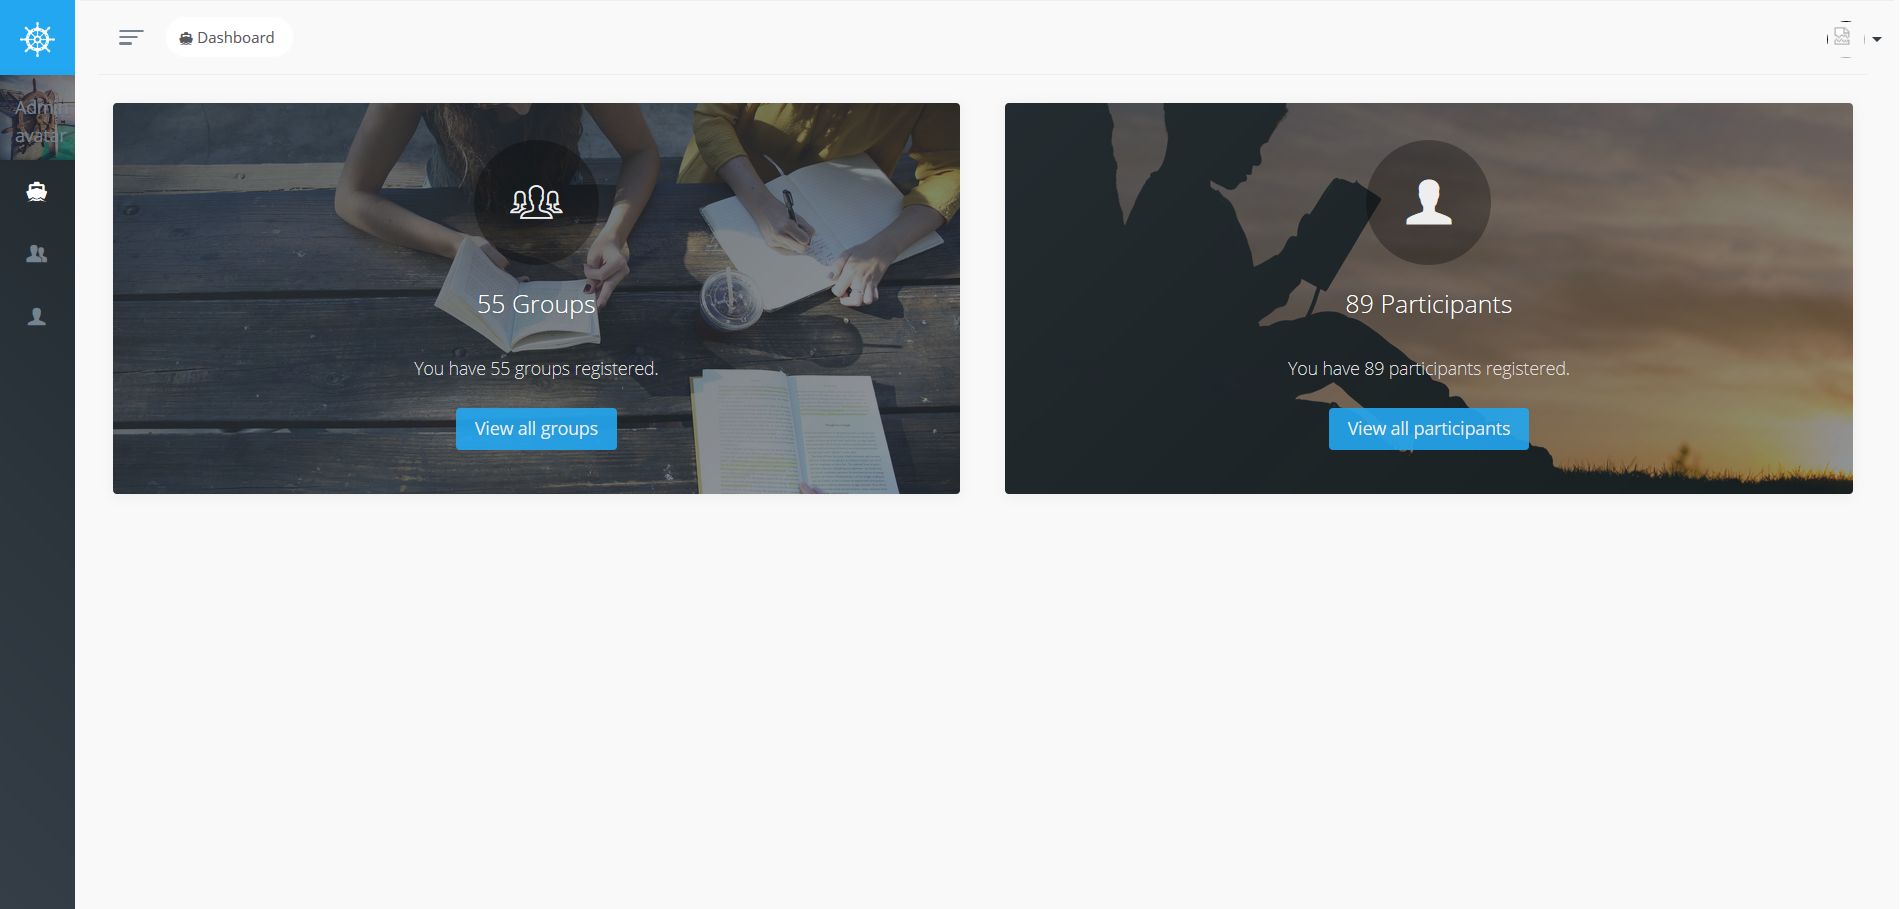 Dashboard
Admin
avatar
55 Groups
You have 55 groups registered.
View all groups
89 Participants
You have 89 participants registered.
View all participants